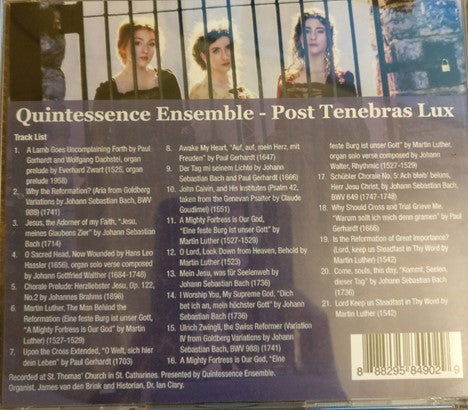 Quintessence Ensemble - Post Tenebras Lux
Track List
1. A Lamb Goes Uncomplaining Forth by Paul
Gerhardt and Wolfgang Dachstei, organ
prelude by Everhard Zwart (1525, organ
prelude 1958)
2. Why the Reformation? (Aria from Goldberg
Variations by Johann Sebastian Bach, BWV
988) (1741)
3. Jesus, the Adorner of my Faith, "Jesu,
meines Glaubens Zier" by Johann Sebastian
Bach (1714)
4. O Sacred Head, Now Wounded by Hans Leo
Hassler (1656), organ solo verse composed
by Johann Gottfried Walther (1684-1748)
5. Chorale Prelude: Herzliester Jesu, Op. 122,
No.2 by Johannes Brahms (1896)
6. Martin Luther, The Man Behind the
Reformation (Eine feste Burg ist unser Gott,
"A Mighty Fortress is Our God" by Martin
Luther) (1527-1529)
7. Upon the Cross Extended, "O Welt, sich hier
dein Leben" by Paul Gerhardt (1703)
8. Awake My Heart, "Auf, auf, mein Herz, mit
Freuden" by Paul Gerhardt (1647)
9. Der Tag mi seinem Lichte by Johann
Sebastian Bach and Paul Gerhardt (1666)
10. John Calvin, and His Institutes (Psalm 42,
taken from the Genevan Psalter by Claude
Goudimel) (1551)
11. A Mighty Fortress is Our God,
"Eine feste Burg ist unser Gott" by
Martin Luther (1527-1529)
12. O Lord, Look Down from Heaven, Behold by
Martin Luther (1523)
13. Mein Jesu, was für Seelenweh by
Johann Sebastian Bach (1736)
14. I Worship You, My Supreme God, "Dich
bet ich an, mein höchster Gott" by Johann
Sebastian Bach (1736)
15. Ulrich Zwingli, the Swiss Reformer (Variation
IV from Goldberg Variations by Johann
Sebastian Bach, BWV 988) (1741)
16. A Mighty Fortress is Our God, "Eine
feste Burg ist unser Gott" by Martin Luther,
organ solo verse composed by Johann
Walter, Rhythmic (1527-1529)
17. Schübler Chorale No. 5: Ach bleib' beiuns,
Herr Jesu Christ, by Johann Sebastian Bach,
BWV 649 (1747-1748)
18. Why Should Cross and Trial Grieve Me,
"Warum sollt ich mich denn gramen" by Paul
Gerhardt (1666)
19. Is the Reformation of Great Importance?
(Lord, keep us Steadfast in Thy Word by
Martin Luther) (1542)
20. Come, souls, this day, "Kommt, Seelen,
dieser Tag" by Johann Sebastian Bach
(1736)
21. Lord Keep us Steadfast in Thy Word by
Martin Luther (1542)
Recorded at St. Thomas' Church in St. Catharines. Presented by Quintessence Ensemble.
Organist, James van den Brink and Historian, Dr. Ian Clary.
8 88295 84902 9